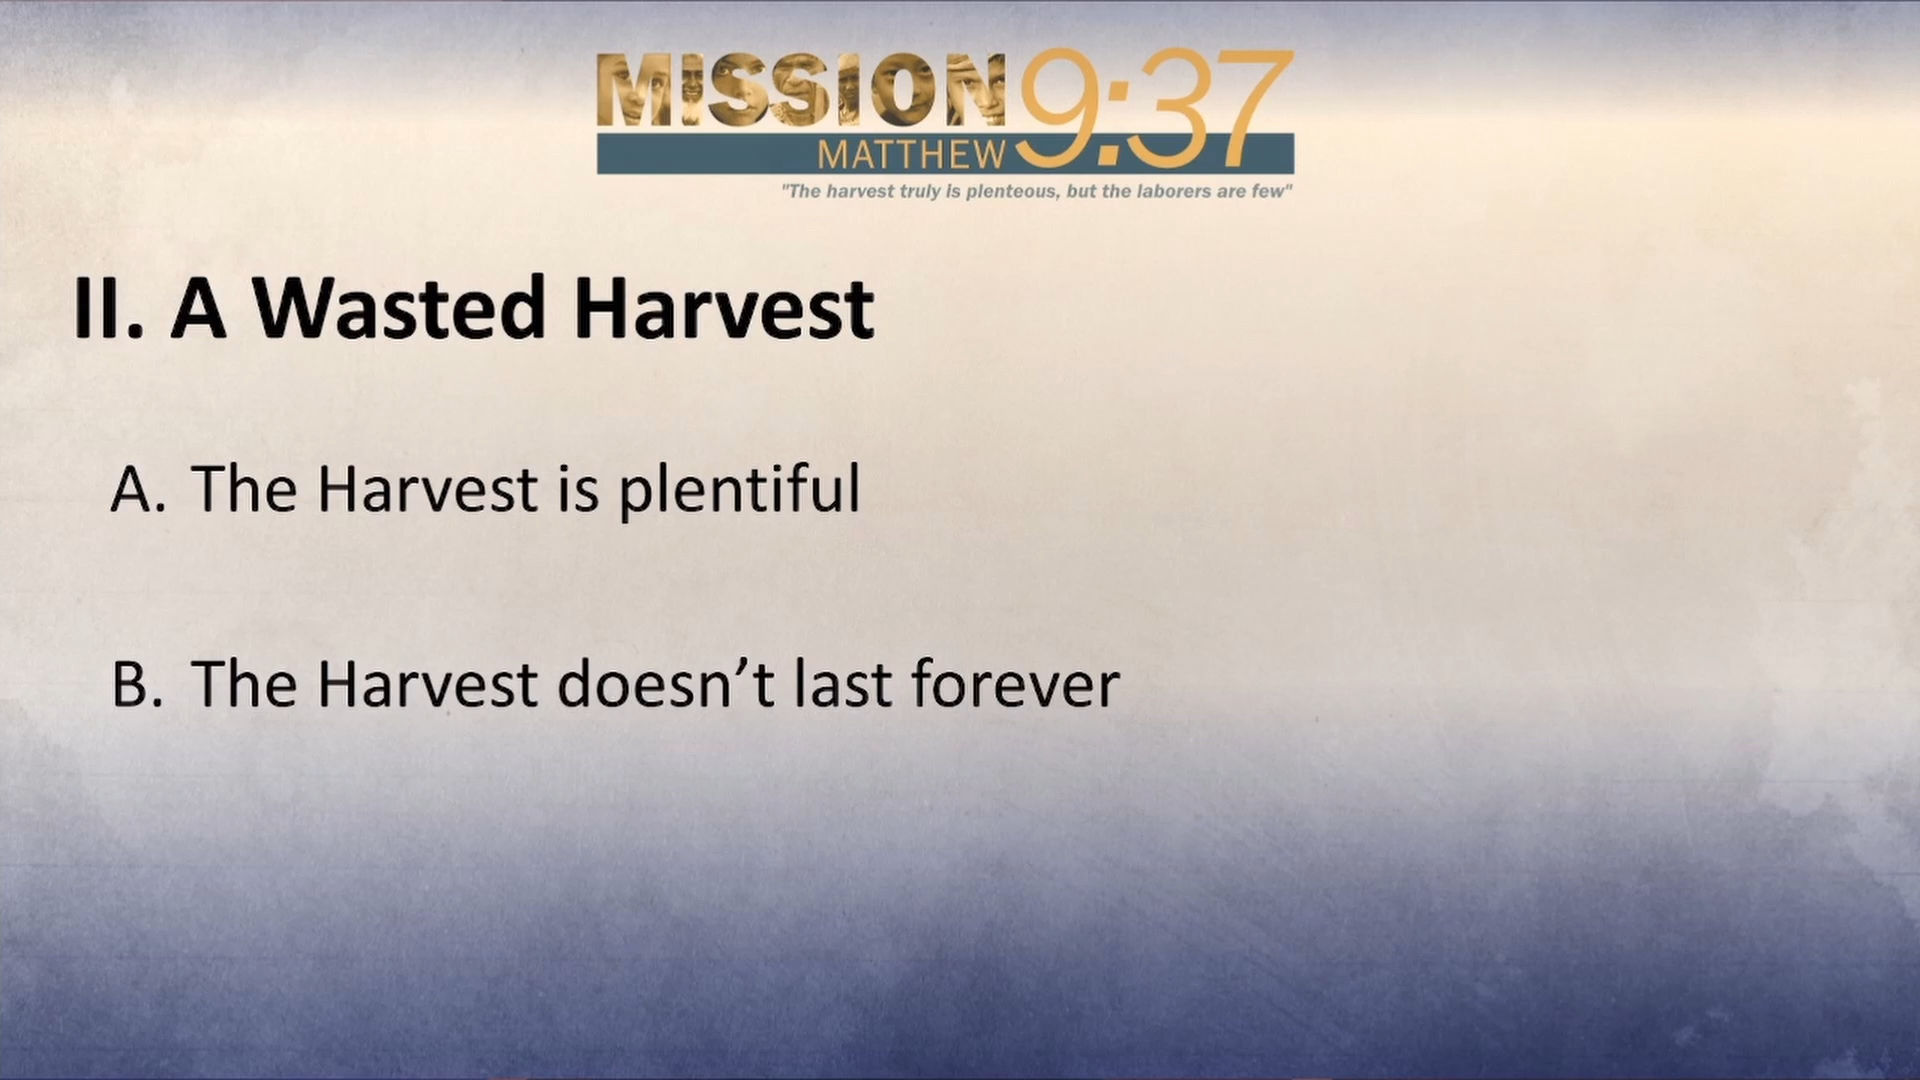 MISSION 9:37
MATTHEW
"The harvest truly is plenteous, but the laborers are few"
II. A Wasted Harvest
A. The Harvest is plentiful
B. The Harvest doesn’t last forever